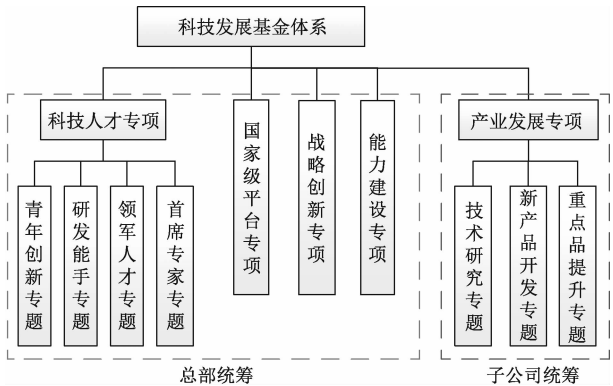 科技发展基金体系
科技人才专项
国家级平台专项
战略创新专项
能力建设专项
产业发展专项
青年创新专题
研发能手专题
领军人才专题
首席专家专题
技术研究专题
新产品开发专题
重点品提升专题
总部统筹
子公司统筹